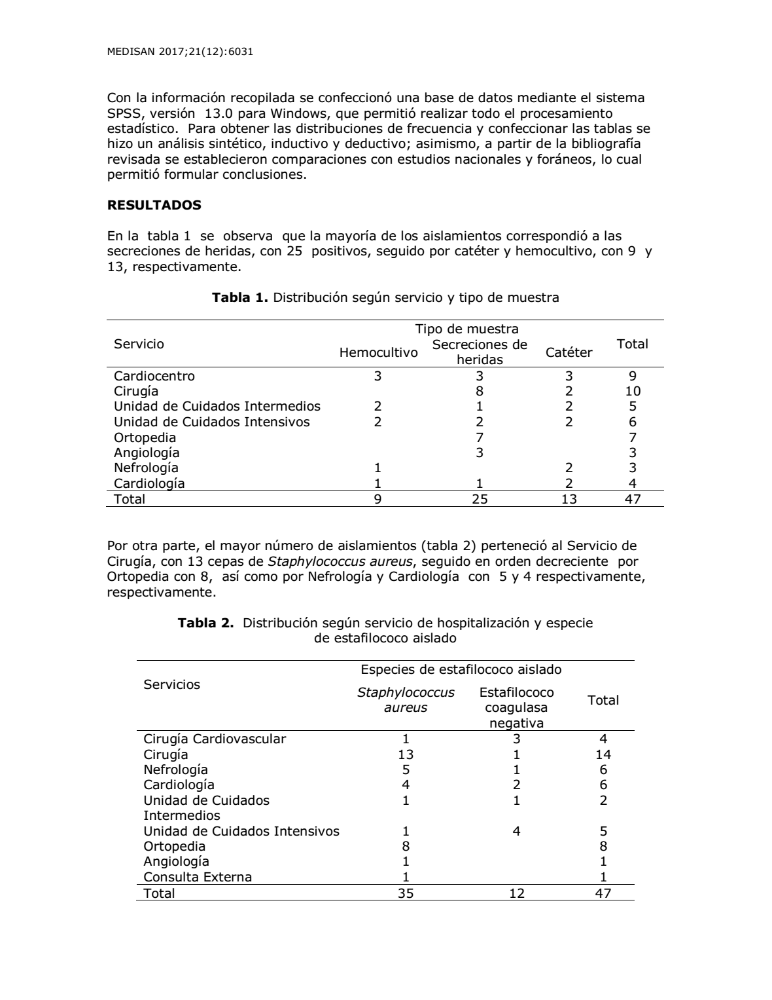 MEDISAN 2017;21(12):6031
Con la información recopilada se confeccionó una base de datos mediante el sistema
SPSS, versión 13.0 para Windows, que permitió realizar todo el procesamiento
estadístico. Para obtener las distribuciones de frecuencia y confeccionar las tablas se
hizo un análisis sintético, inductivo y deductivo; asimismo, a partir de la bibliografía
revisada se establecieron comparaciones con estudios nacionales y foráneos, lo cual
permitió formular conclusiones.
RESULTADOS
En la tabla 1 se observa que la mayoría de los aislamientos correspondió a las
secreciones de heridas, con 25 positivos, seguido por catéter y hemocultivo, con 9 y
13, respectivamente.
Tabla 1. Distribución según servicio y tipo de muestra
Tipo de muestra
Servicio Hemocultivo Secreciones de Catéter Total
heridas
Cardiocentro 3 3 3 9
Cirugía 8 2 10
Unidad de Cuidados Intermedios 2 1 2 5
Unidad de Cuidados Intensivos 2 2 2 6
Ortopedia 7 7
Angiología 3 3
Nefrología 1 2 3
Cardiología 1 1 2 4
Total 9 25 13 47
Por otra parte, el mayor número de aislamientos (tabla 2) perteneció al Servicio de
Cirugía, con 13 cepas de Staphylococcus aureus, seguido en orden decreciente por
Ortopedia con 8, así como por Nefrología y Cardiología con 5 y 4 respectivamente,
respectivamente.
Tabla 2. Distribución según servicio de hospitalización y especie
de estafilococo aislado
Especies de estafilococo aislado
Servicios
Staphylococcus Estafilococo Total
aureus coagulasa
negativa
Cirugía Cardiovascular 1 3 4
Cirugía 13 1 14
Nefrología 5 1 6
Cardiología 4 2 6
Unidad de Cuidados 1 1 2
Intermedios
Unidad de Cuidados Intensivos 1 4 5
Ortopedia 8 8
Angiología 1 1
Consulta Externa 1 1
Total 35 12 47